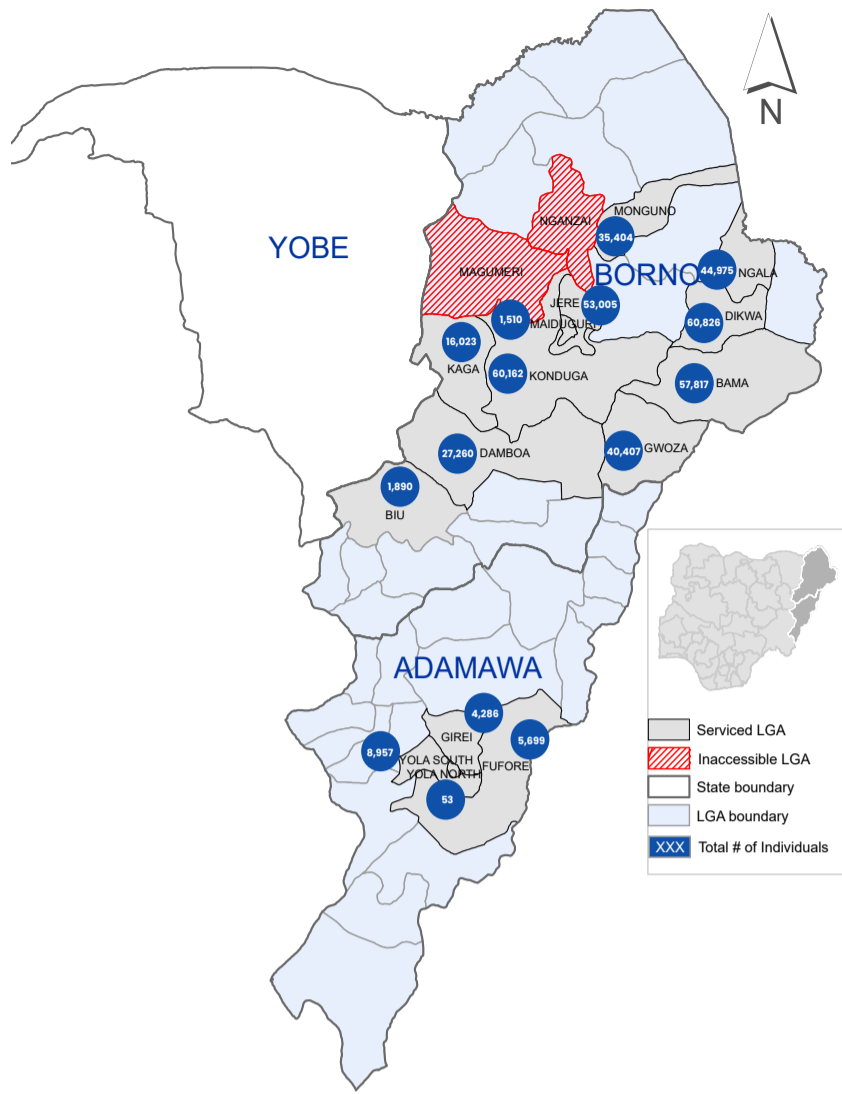 N
MONGUNO
NGANZAI
35,404
YOBE
MAGUMERI
BORNO
44,975
NGALA
JERE
53,005
1,510
MAIDUGURI
DIKWA
60,826
16,023
KAGA
60,162
KONDUGA
57,817
BAMA
27,260
DAMBOA
40,407
GWOZA
1,890
BIU
ADAMAWA
4,286
GIREI
5,699
8,957
YOLA SOUTH
FUFORE
YOLA NORTH
53
Serviced LGA
Inaccessible LGA
State boundary
LGA boundary
XXX Total # of Individuals